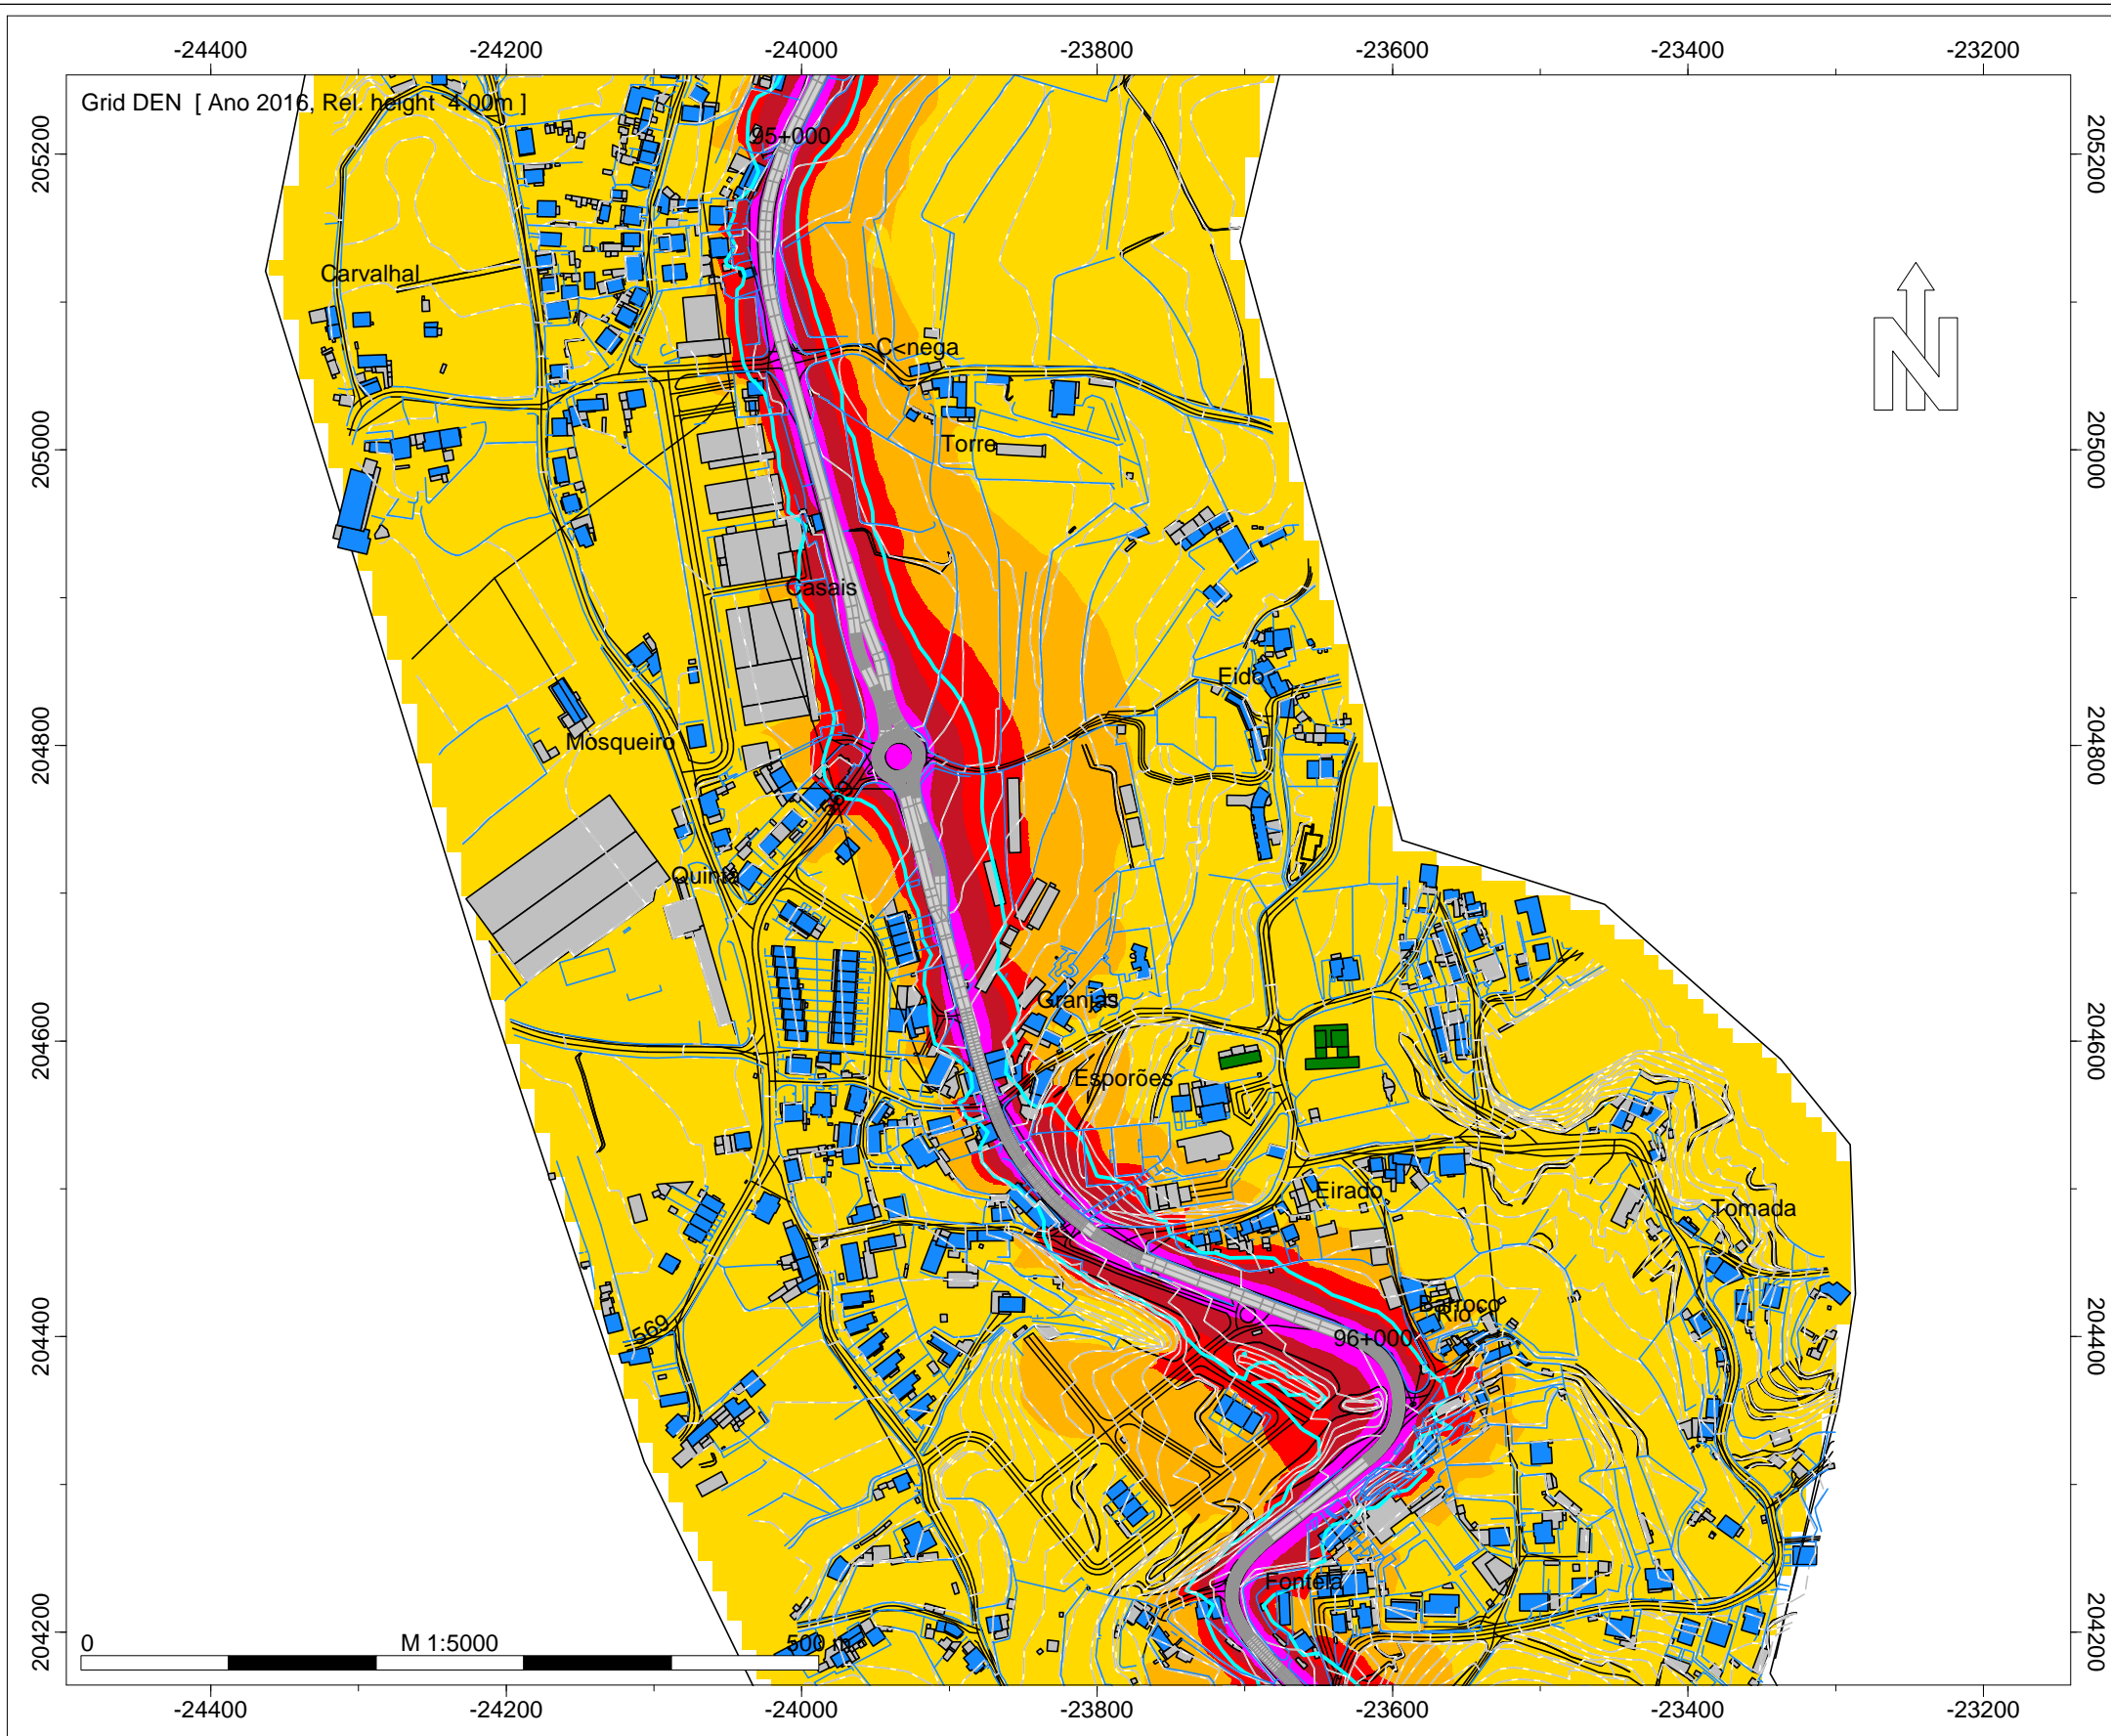 -24400 -24200 -24000 -23800 -23600 -23400 -23200
Grid DEN [ Ano 2016, Rel. height 4.00m ]
95+000
205200 205200
Carvalhal
C<nega
Torre
205000 205000
Casais
Eido
Mosqueiro
204800 204800
Quinta
Granjas
204600 204600
Esporões
Eirado
Tomada
Barroco
Rio
569
96+000
204400 204400
Fontela
204200 204200
0 M 1:5000 500 m
-24400 -24200 -24000 -23800 -23600 -23400 -23200
N